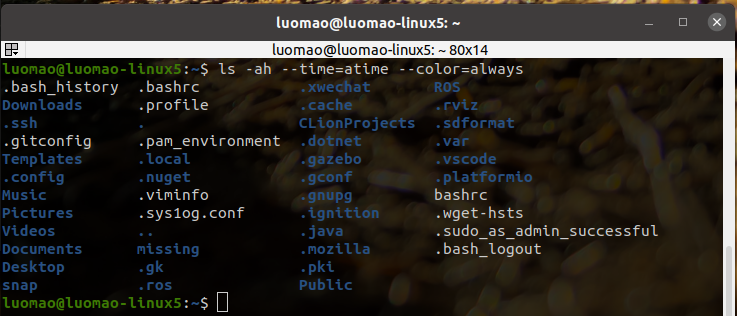 luomao@luomao-linux5: ~
luomao@luomao-linux5: ~ 80x14
luomao@luomao-linux5:~$ ls -ah --time=atime --color=always
.bash_history .bashrc .xwechat ROS
Downloads .profile .cache .rviz
.ssh . CLionProjects .sdformat
.gitconfig .pam_environment .dotnet .var
Templates .local .gazebo .vscode
.config .nuget .gconf .platformio
Music .viminfo .gnupg bashrc
Pictures .sys1og.conf .ignition .wget-hsts
Videos .. .java .sudo_as_admin_successful
Documents missing .mozilla .bash_logout
Desktop .gk .pki
snap .ros Public
luomao@luomao-linux5:~$